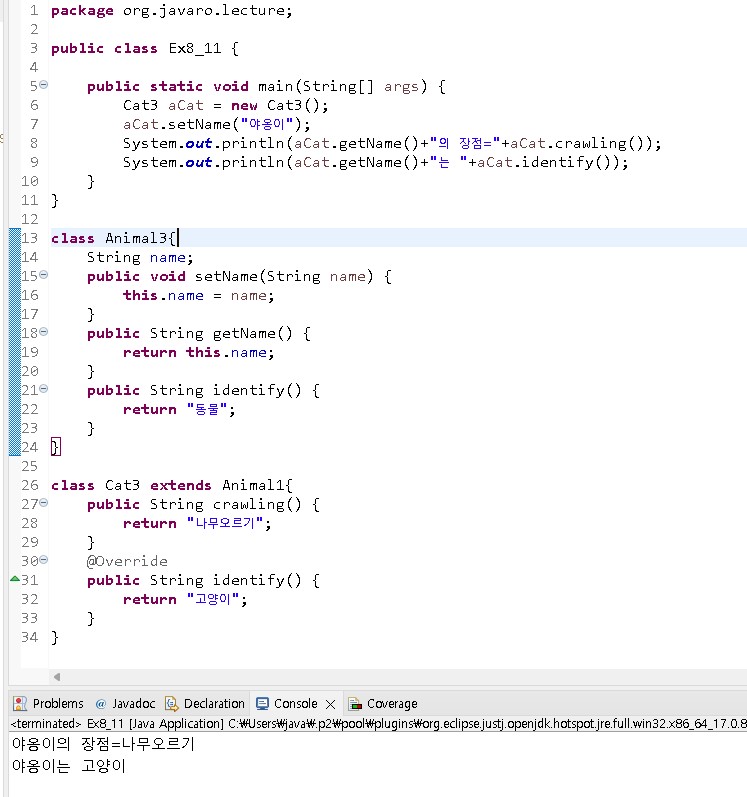 1 package org.javaro.lecture;
2
3 public class Ex8_11 {
4
5 public static void main(String[] args) {
6 Cat3 aCat = new Cat3();
7 aCat.setName("야옹이");
8 System.out.println(aCat.getName()+"의 장점="+aCat.crawling());
9 System.out.println(aCat.getName()+"는 "+aCat.identify());
10 }
11 }
12
13 class Animal3{
14 String name;
15 public void setName(String name) {
16 this.name = name;
17 }
18 public String getName() {
19 return this.name;
20 }
21 public String identify() {
22 return "동물";
23 }
24 }
25
26 class Cat3 extends Animal1{
27 public String crawling() {
28 return "나무오르기";
29 }
30 @Override
31 public String identify() {
32 return "고양이";
33 }
34 }
Problems @ Javadoc Declaration Console Coverage
<terminated> Ex8_11 [Java Application] C:₩Users₩java₩.p2₩pool₩plugins₩org.eclipse.justj.openjdk.hotspot.jre.full.win32.x86_64_17.0.8
야옹이의 장점=나무오르기
야옹이는 고양이